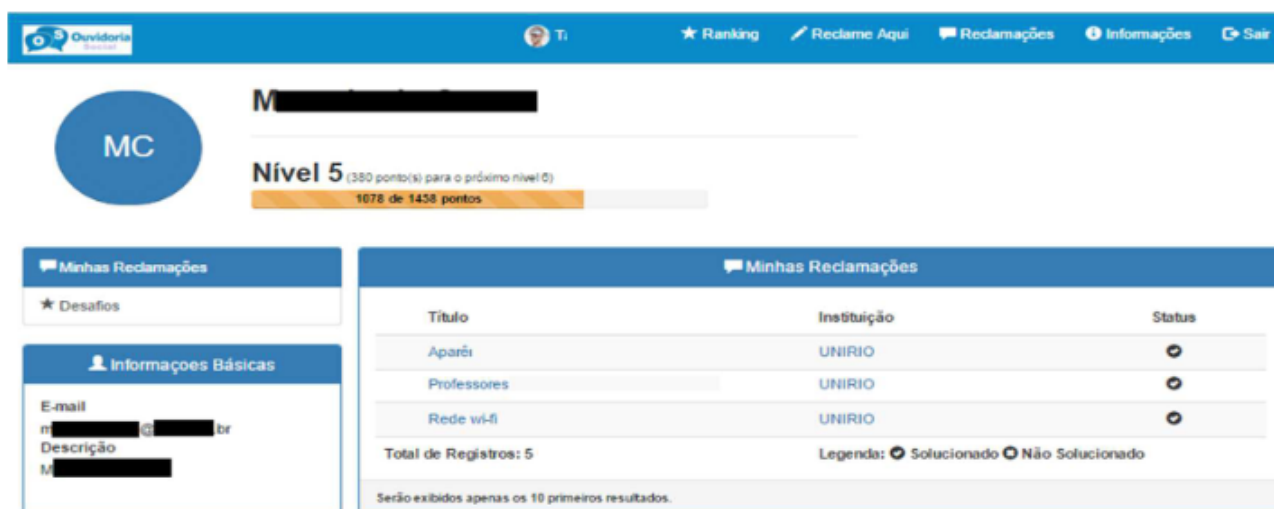 Ouvidoria
Social
Ranking
Reclame Aqui
Reclamações
Informações
Sair
MC
M
Nível 5 (380 ponto(s) para o próximo nivel 6)
1078 de 1458 pontos
Minhas Reclamações
Desafios
Informaçoes Básicas
E-mail
m @ br
Descrição
M
Minhas Reclamações
Título Instituição Status
Aparêi UNIRIO
Professores UNIRIO
Rede wi-fi UNIRIO
Total de Registros: 5 Legenda: Solucionado Não Solucionado
Serão exibidos apenas os 10 primeiros resultados.